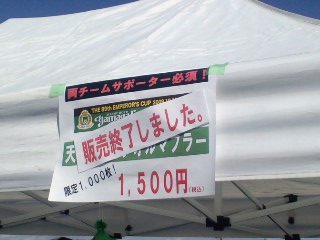 両チームサポーター必須！
THE 89th EMPEROR'S CUP
販売終了しました。
天
マフラー
限定1,000枚！
1,500円(税込)